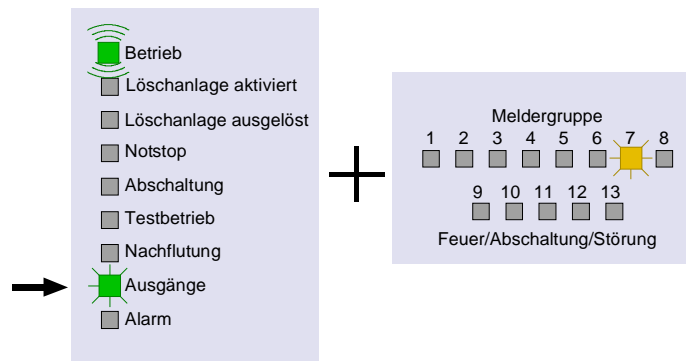 Betrieb
Löschanlage aktiviert
Löschanlage ausgelöst
Notstop
Abschaltung
Testbetrieb
Nachflutung
Ausgänge
Alarm
Meldergruppe
1 2 3 4 5 6 7 8
9 10 11 12 13
Feuer/Abschaltung/Störung